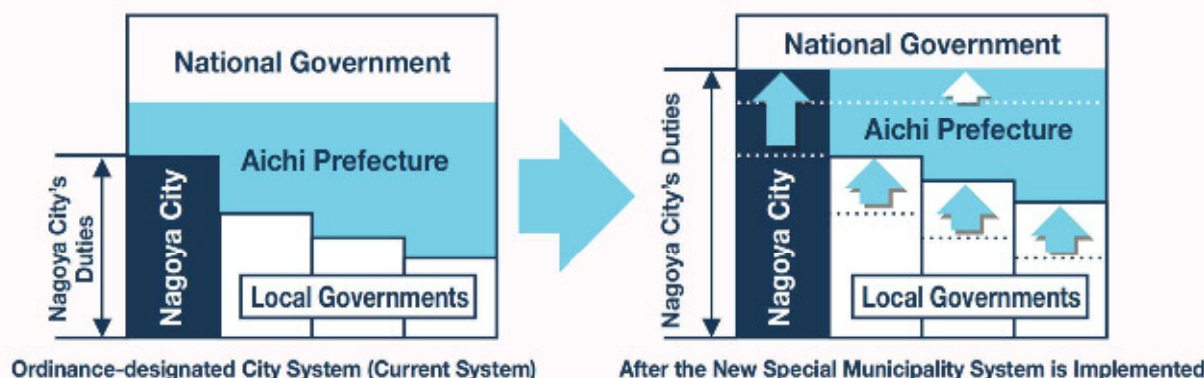 National Government
Aichi Prefecture
Nagoya City's
Duties
Nagoya City
Local Governments
Ordinance-designated City System (Current System)
National Government
Aichi Prefecture
Nagoya City's Duties
Nagoya City
Local Governments
After the New Special Municipality System is Implemented